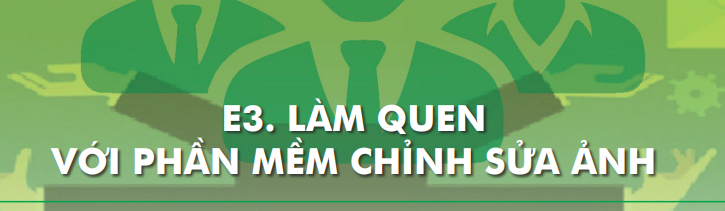 E3. LÀM QUEN
VỚI PHẦN MỀM CHỈNH SỬA ẢNH